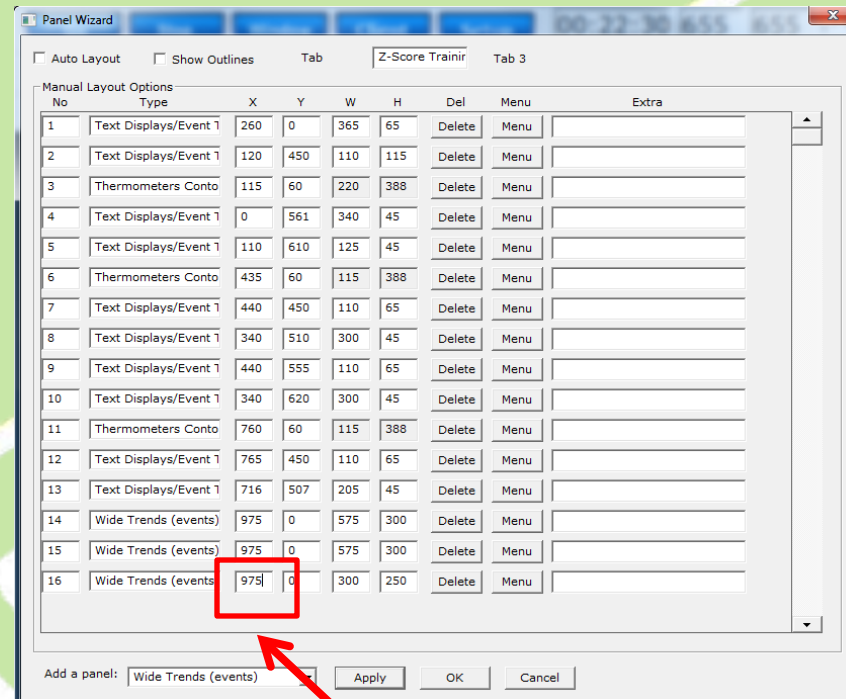 Panel Wizard
00:22:30 655 655
Auto Layout Show Outlines Tab Z-Score Trainir Tab 3
Manual Layout Options
No Type X Y W H Del Menu Extra
1 Text Displays/Event T 260 0 365 65 Delete Menu
2 Text Displays/Event T 120 450 110 115 Delete Menu
3 Thermometers Conto 115 60 220 388 Delete Menu
4 Text Displays/Event T 0 561 340 45 Delete Menu
5 Text Displays/Event T 110 610 125 45 Delete Menu
6 Thermometers Conto 435 60 115 388 Delete Menu
7 Text Displays/Event T 440 450 110 65 Delete Menu
8 Text Displays/Event T 340 510 300 45 Delete Menu
9 Text Displays/Event T 440 555 110 65 Delete Menu
10 Text Displays/Event T 340 620 300 45 Delete Menu
11 Thermometers Conto 760 60 115 388 Delete Menu
12 Text Displays/Event T 765 450 110 65 Delete Menu
13 Text Displays/Event T 716 507 205 45 Delete Menu
14 Wide Trends (events) 975 0 575 300 Delete Menu
15 Wide Trends (events) 975 0 575 300 Delete Menu
16 Wide Trends (events 975 0 300 250 Delete Menu
Add a panel: Wide Trends (events) Apply OK Cancel